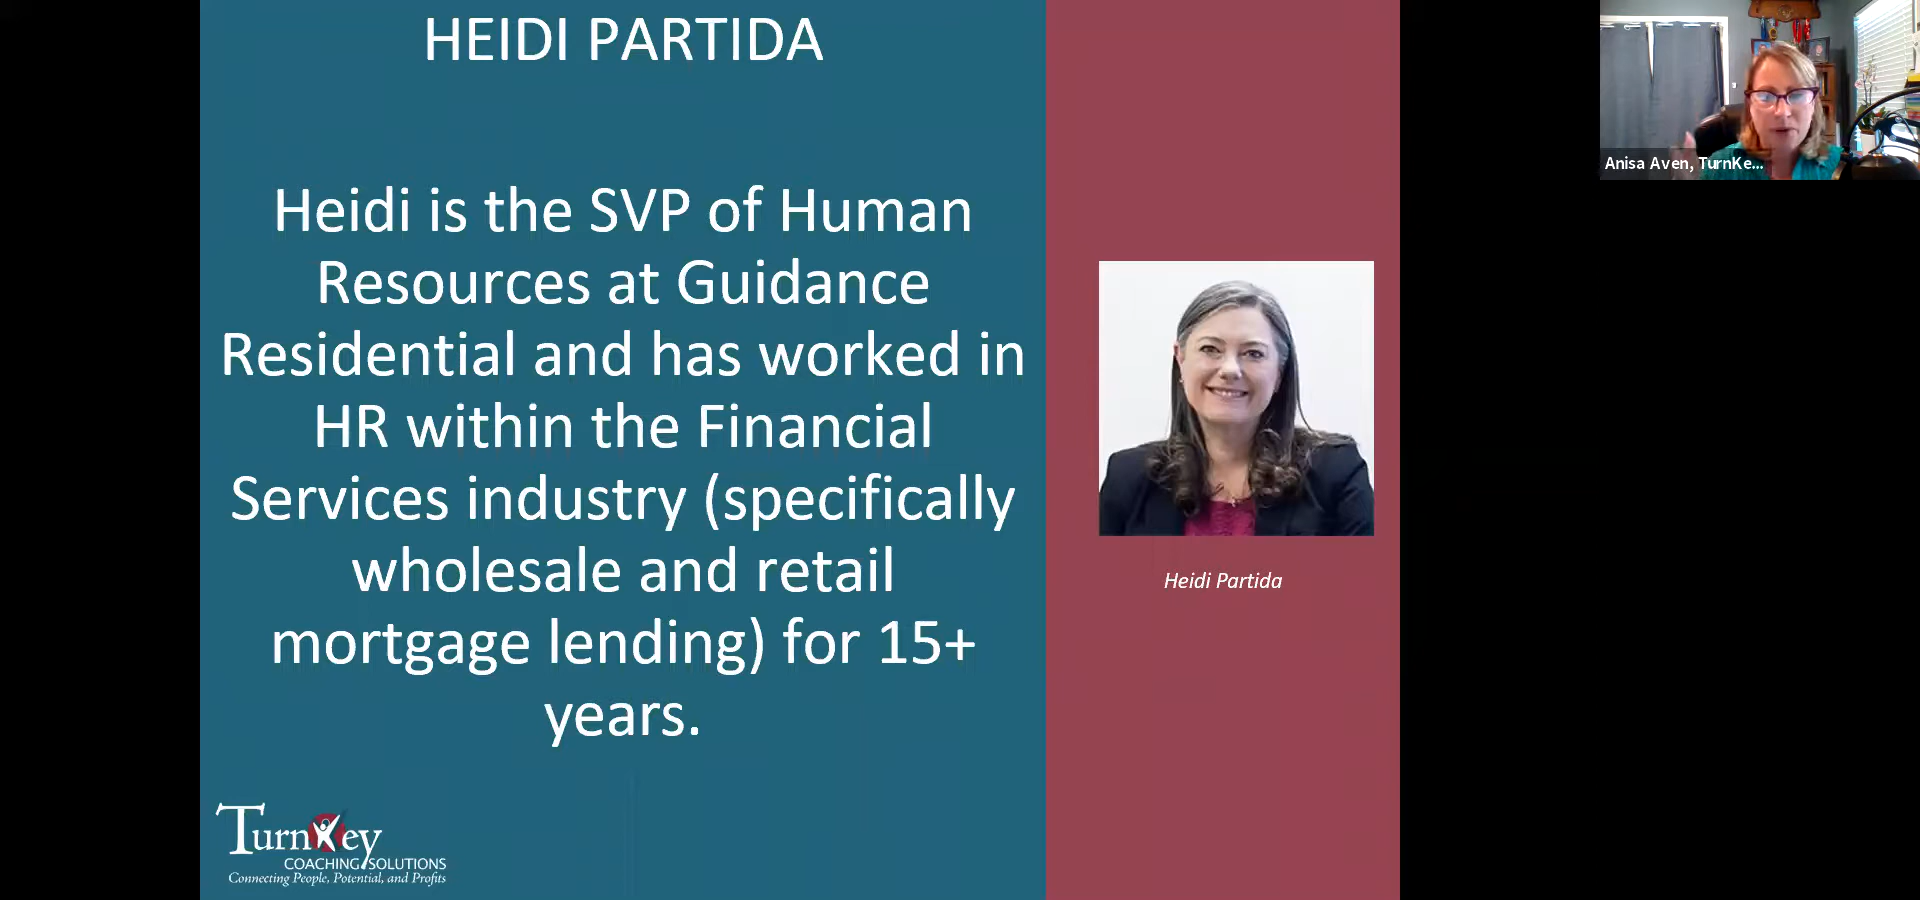 HEIDI PARTIDA
Heidi is the SVP of Human
Resources at Guidance
Residential and has worked in
HR within the Financial
Services industry (specifically
wholesale and retail
mortgage lending) for 15+
years.
Heidi Partida
TurnKey
COACHING SOLUTIONS
Connecting People, Potential, and Profits
Anisa Aven, TurnKe...